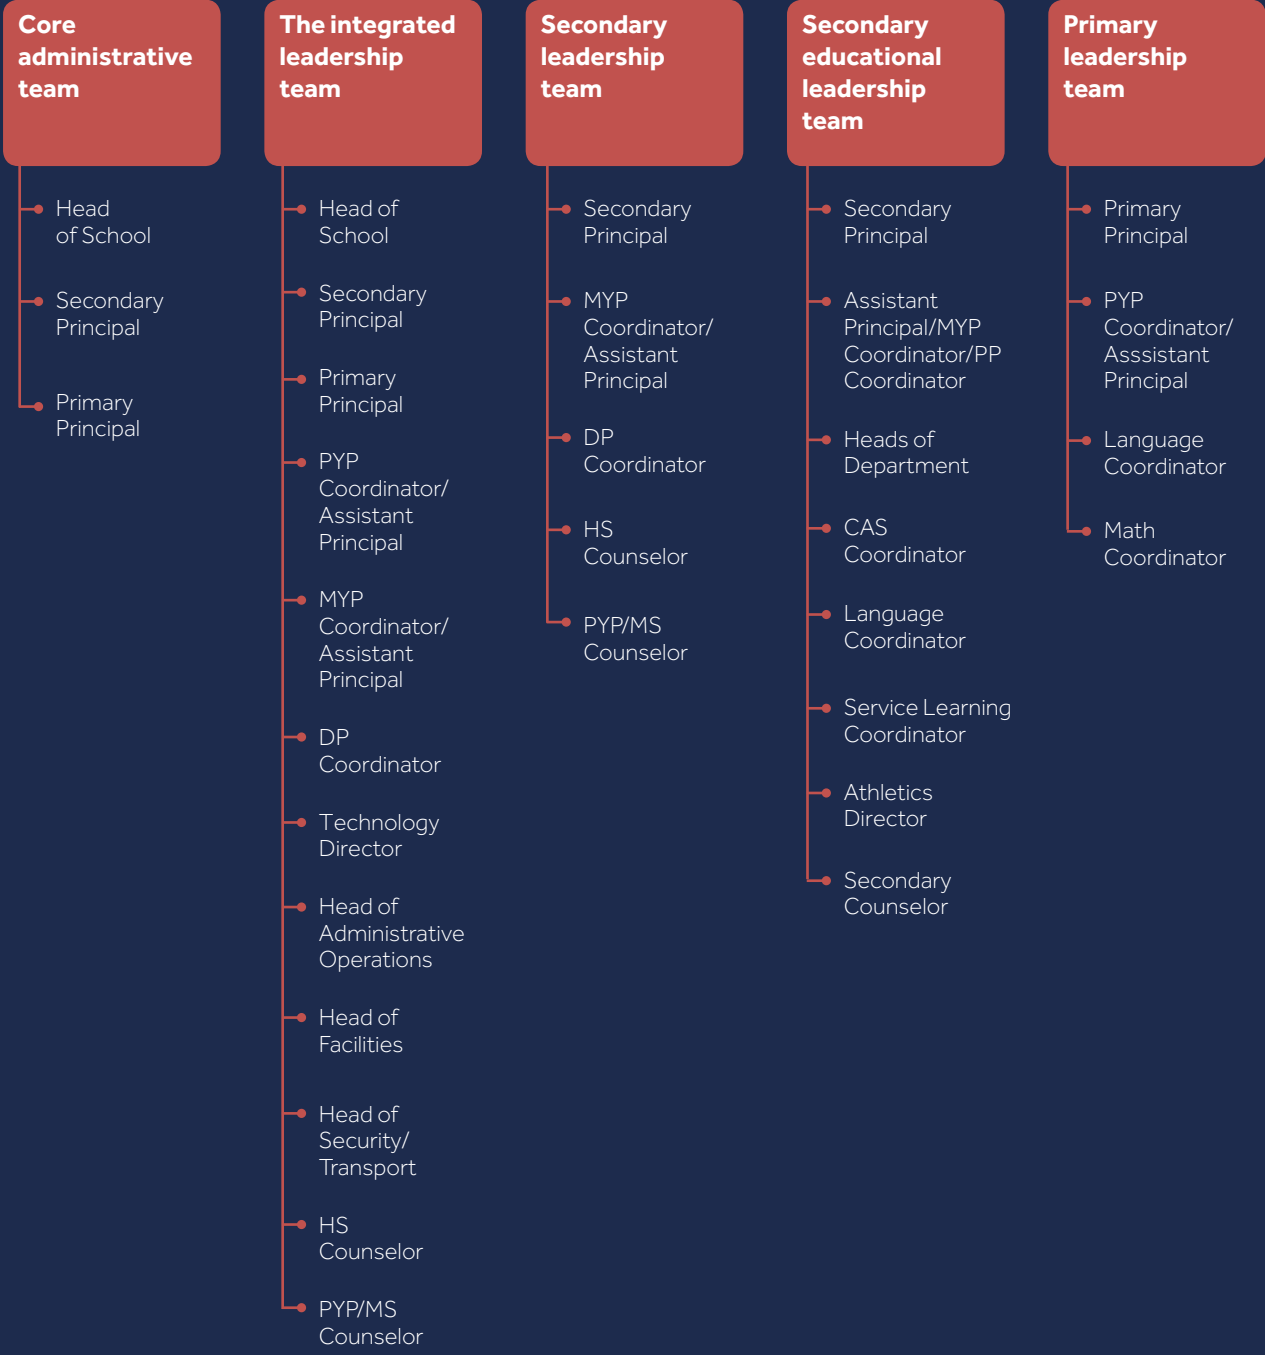 Core
administrative
team
Head
of School
Secondary
Principal
Primary
Principal
The integrated
leadership
team
Head of
School
Secondary
Principal
Primary
Principal
PYP
Coordinator/
Assistant
Principal
MYP
Coordinator/
Assistant
Principal
DP
Coordinator
Technology
Director
Head of
Administrative
Operations
Head of
Facilities
Head of
Security/
Transport
HS
Counselor
PYP/MS
Counselor
Secondary
leadership
team
Secondary
Principal
MYP
Coordinator/
Assistant
Principal
DP
Coordinator
HS
Counselor
PYP/MS
Counselor
Secondary
educational
leadership
team
Secondary
Principal
Assistant
Principal/MYP
Coordinator/PP
Coordinator
Heads of
Department
CAS
Coordinator
Language
Coordinator
Service Learning
Coordinator
Athletics
Director
Secondary
Counselor
Primary
leadership
team
Primary
Principal
PYP
Coordinator/
Asssistant
Principal
Language
Coordinator
Math
Coordinator